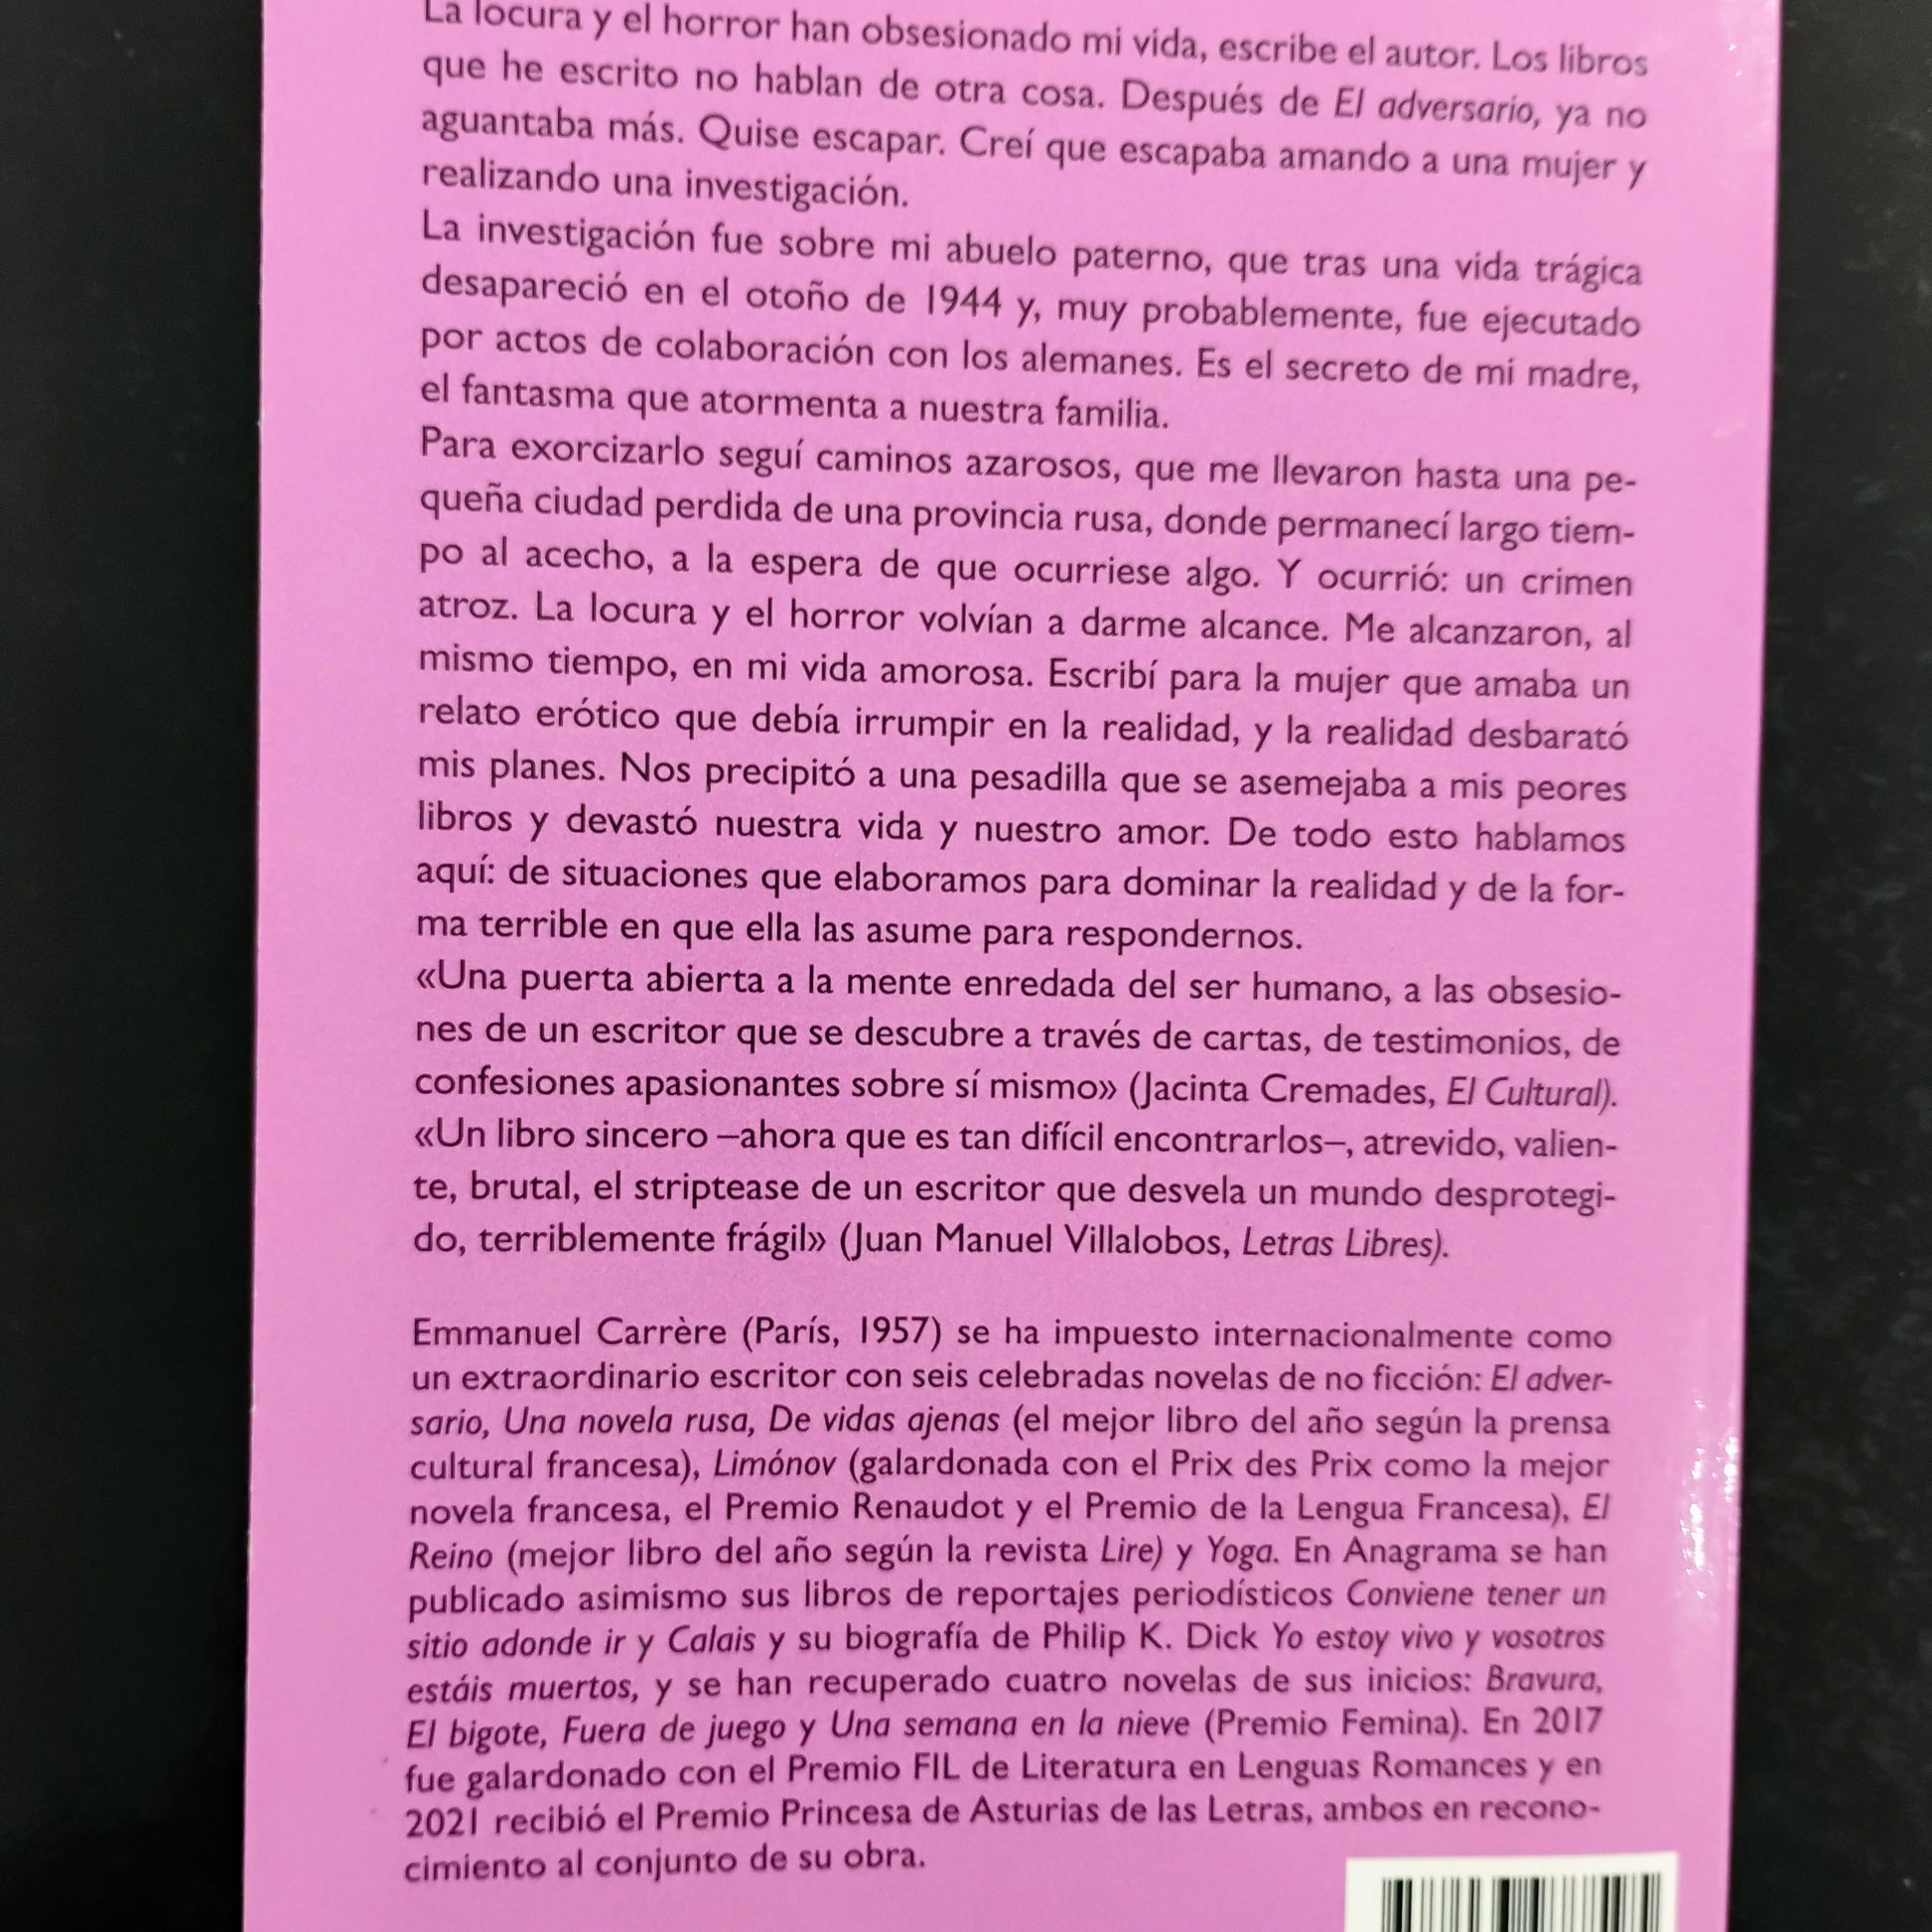 La locura y el horror han obsesionado mi vida, escribe el autor. Los libros
que he escrito no hablan de otra cosa. Después de El adversario, ya no
aguantaba más. Quise escapar. Creí que escapaba amando a una mujer y
realizando una investigación.
La investigación fue sobre mi abuelo paterno, que tras una vida trágica
desapareció en el otoño de 1944 y, muy probablemente, fue ejecutado
por actos de colaboración con los alemanes. Es el secreto de mi madre,
el fantasma que atormenta a nuestra familia.
Para exorcizarlo seguí caminos azarosos, que me llevaron hasta una pe-
queña ciudad perdida de una provincia rusa, donde permanecí largo tiem-
po al acecho, a la espera de que ocurriese algo. Y ocurrió: un crimen
atroz. La locura y el horror volvían a darme alcance. Me alcanzaron, al
mismo tiempo, en mi vida amorosa. Escribí para la mujer que amaba un
relato erótico que debía irrumpir en la realidad, y la realidad desbarató
mis planes. Nos precipitó a una pesadilla que se asemejaba a mis peores
libros y devastó nuestra vida y nuestro amor. De todo esto hablamos
aquí: de situaciones que elaboramos para dominar la realidad y de la for-
ma terrible en que ella las asume para respondernos.
«Una puerta abierta a la mente enredada del ser humano, a las obsesio-
nes de un escritor que se descubre a través de cartas, de testimonios, de
confesiones apasionantes sobre sí mismo» (Jacinta Cremades, El Cultural).
«Un libro sincero –ahora que es tan difícil encontrarlos–, atrevido, valien-
te, brutal, el striptease de un escritor que desvela un mundo desprotegi-
do, terriblemente frágil» (Juan Manuel Villalobos, Letras Libres).
Emmanuel Carrère (París, 1957) se ha impuesto internacionalmente como
un extraordinario escritor con seis celebradas novelas de no ficción: El adver-
sario, Una novela rusa, De vidas ajenas (el mejor libro del año según la prensa
cultural francesa), Limónov (galardonada con el Prix des Prix como la mejor
novela francesa, el Premio Renaudot y el Premio de la Lengua Francesa), El
Reino (mejor libro del año según la revista Lire) y Yoga. En Anagrama se han
publicado asimismo sus libros de reportajes periodísticos Conviene tener un
sitio adonde ir y Calais y su biografía de Philip K. Dick Yo estoy vivo y vosotros
estáis muertos, y se han recuperado cuatro novelas de sus inicios: Bravura,
El bigote, Fuera de juego y Una semana en la nieve (Premio Femina). En 2017
fue galardonado con el Premio FIL de Literatura en Lenguas Romances y en
2021 recibió el Premio Princesa de Asturias de las Letras, ambos en recono-
cimiento al conjunto de su obra.